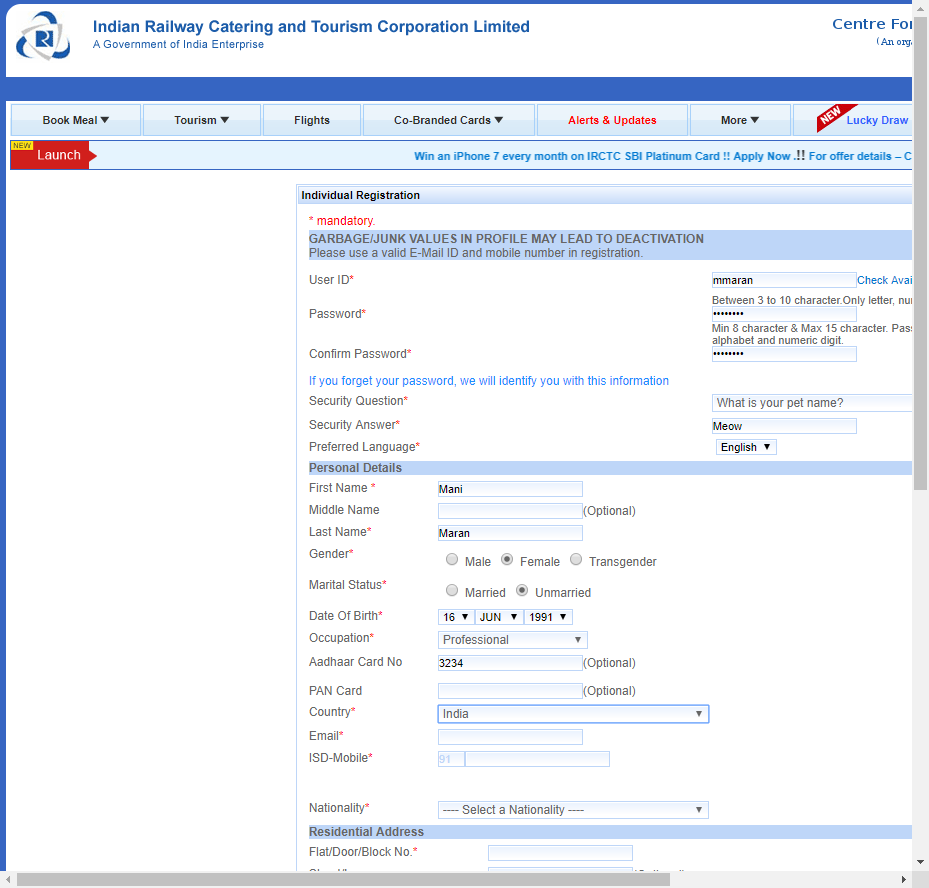 Indian Railway Catering and Tourism Corporation Limited
A Government of India Enterprise
Centre For
(An org
Book Meal ▼ Tourism ▼ Flights Co-Branded Cards ▼ Alerts & Updates More ▼ NEW Lucky Draw
NEW
Launch
Win an iPhone 7 every month on IRCTC SBI Platinum Card !! Apply Now .!! For offer details – C
Individual Registration
* mandatory.
GARBAGE/JUNK VALUES IN PROFILE MAY LEAD TO DEACTIVATION
Please use a valid E-Mail ID and mobile number in registration.
User ID* mmaran Check Avai
Between 3 to 10 character.Only letter, nu
Password* ••••••••
Min 8 character & Max 15 character. Pas
alphabet and numeric digit.
Confirm Password* ••••••••
If you forget your password, we will identify you with this information
Security Question* What is your pet name?
Security Answer* Meow
Preferred Language* English ▼
Personal Details
First Name * Mani
Middle Name (Optional)
Last Name* Maran
Gender* Male Female Transgender
Marital Status* Married Unmarried
Date Of Birth* 16 ▼ JUN ▼ 1991 ▼
Occupation* Professional ▼
Aadhaar Card No 3234 (Optional)
PAN Card (Optional)
Country* India ▼
Email*
ISD-Mobile* 91
Nationality* ---- Select a Nationality ---- ▼
Residential Address
Flat/Door/Block No.*